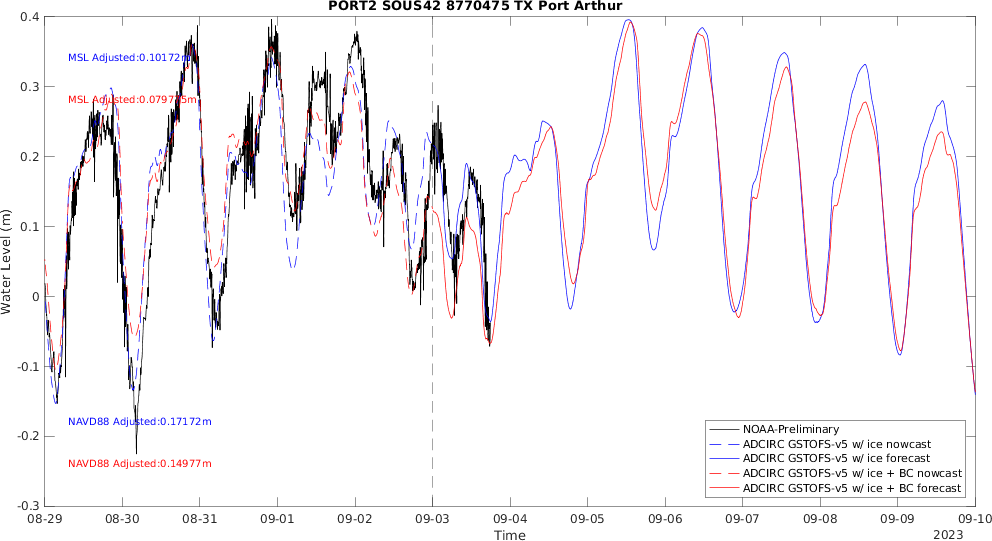 PORT2 SOUS42 8770475 TX Port Arthur
0.4
0.3
0.2
0.1
0
-0.1
-0.2
-0.3
Water Level (m)
MSL Adjusted:0.10172m
MSL Adjusted:0.079765m
NAVD88 Adjusted:0.17172m
NAVD88 Adjusted:0.14977m
NOAA-Preliminary
ADCIRC GSTOFS-v5 w/ ice nowcast
ADCIRC GSTOFS-v5 w/ ice forecast
ADCIRC GSTOFS-v5 w/ ice + BC nowcast
ADCIRC GSTOFS-v5 w/ ice + BC forecast
08-29 08-30 08-31 09-01 09-02 09-03 09-04 09-05 09-06 09-07 09-08 09-09 09-10
Time
2023